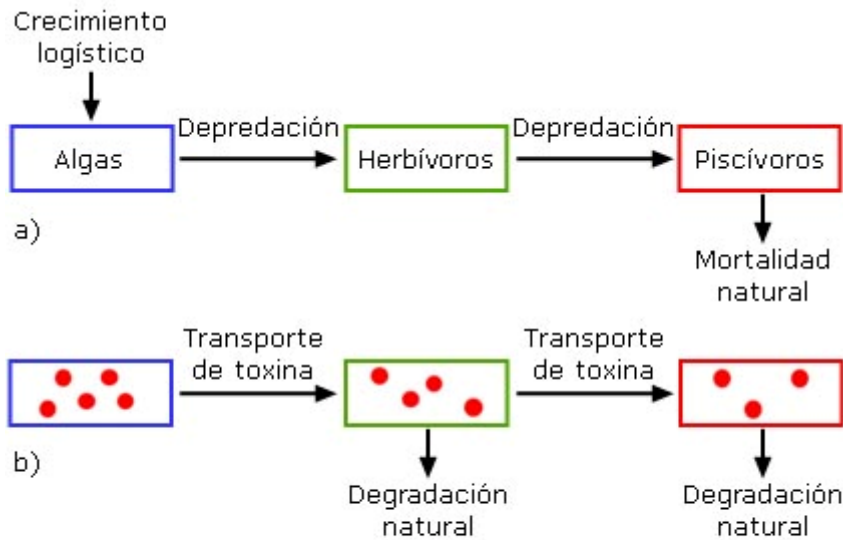 Crecimiento
logístico
Depredación
Depredación
Algas
Herbívoros
Piscívoros
a)
Mortalidad
natural
Transporte
de toxina
Transporte
de toxina
b)
Degradación
natural
Degradación
natural